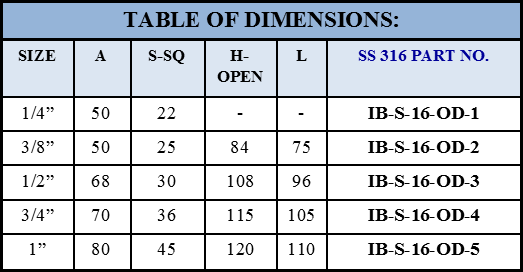 TABLE OF DIMENSIONS:
SIZE A S-SQ H-OPEN L SS 316 PART NO.
1/4” 50 22 - - IB-S-16-OD-1
3/8” 50 25 84 75 IB-S-16-OD-2
1/2” 68 30 108 96 IB-S-16-OD-3
3/4” 70 36 115 105 IB-S-16-OD-4
1” 80 45 120 110 IB-S-16-OD-5